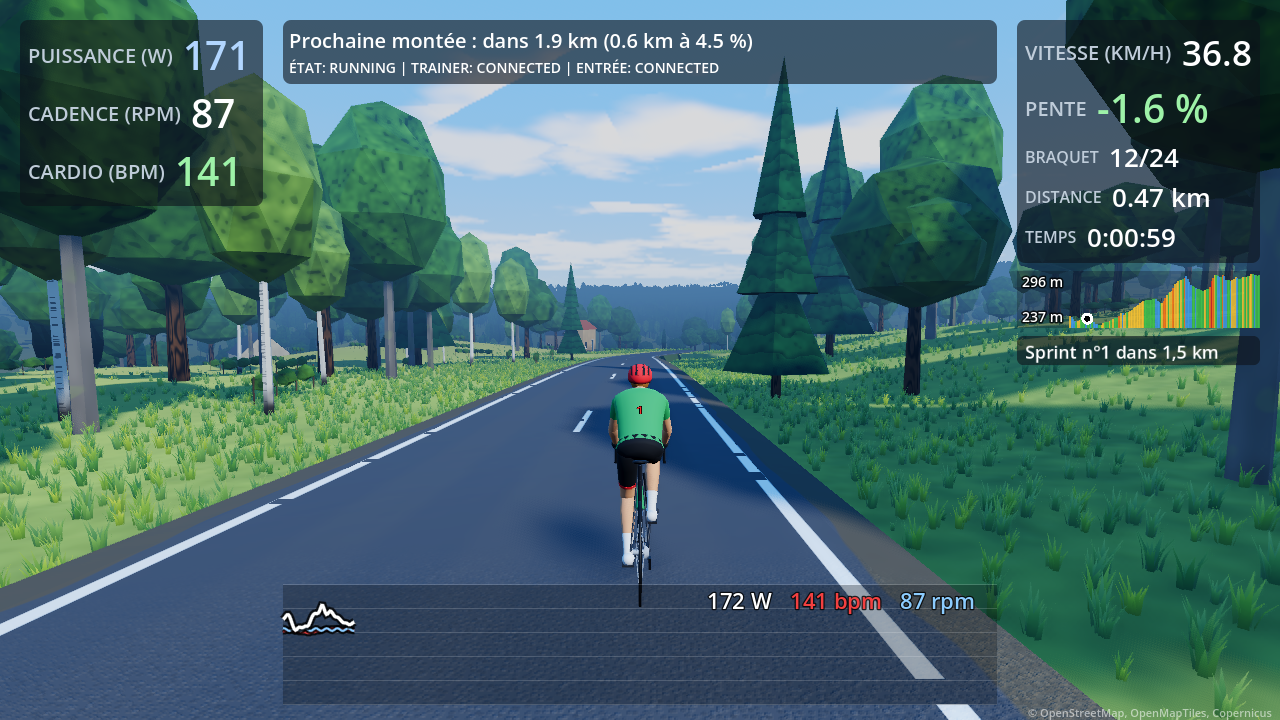 PUISSANCE (W) 171
CADENCE (RPM) 87
CARDIO (BPM) 141
Prochaine montée : dans 1.9 km (0.6 km à 4.5 %)
ÉTAT: RUNNING | TRAINER: CONNECTED | ENTRÉE: CONNECTED
VITESSE (KM/H) 36.8
PENTE -1.6 %
BRAQUET 12/24
DISTANCE 0.47 km
TEMPS 0:00:59
296 m
237 m
Sprint n°1 dans 1,5 km
1
172 W 141 bpm 87 rpm
© OpenStreetMap, OpenMapTiles, Copernicus